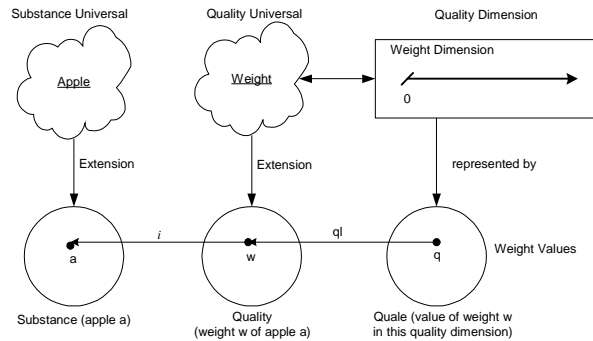 Substance Universal
Quality Universal
Quality Dimension
Weight Dimension
Apple
Weight
0
Extension
Extension
represented by
i
ql
a
w
q
Weight Values
Substance (apple a)
Quality
(weight w of apple a)
Quale (value of weight w
in this quality dimension)